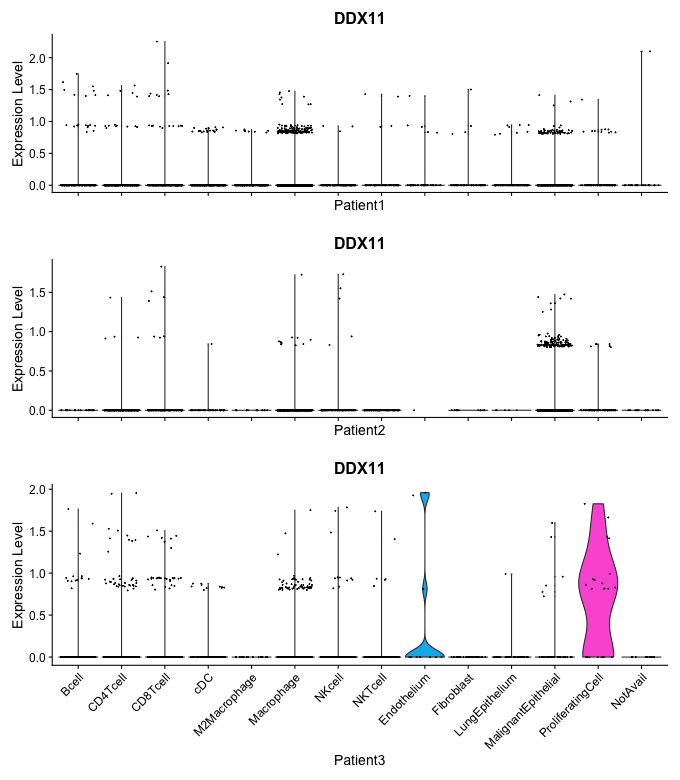 DDX11
2.0
1.5
1.0
0.5
0.0
Expression Level
Patient1
DDX11
1.5
1.0
0.5
0.0
Expression Level
Patient2
DDX11
2.0
1.5
1.0
0.5
0.0
Expression Level
Bcell
CD4Tcell
CD8Tcell
cDC
M2Macrophage
Macrophage
NKcell
NKTcell
Endothelium
Fibroblast
LungEpithelium
MalignantEpithelial
ProliferatingCell
NotAvail
Patient3